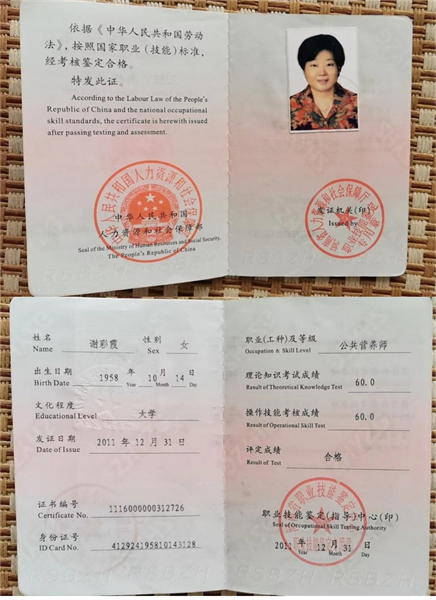 依据《中华人民共和国劳动
法》，按照国家职业（技能）标准，
经考核鉴定合格。
特发此证。
According to the Labour Law of the People's
Republic of China and the national occupational
skill standards, the certificate is herewith issued
after passing testing and assessment.
中华人民共和国
人力资源和社会保障部
Seal of the Ministry of Human Resources and Social Security,
The People's Republic of China
发证机关(印)
Issued by
姓名 Name 谢彩霞 性别 Sex 女
出生日期 Birth Date 1958 年 Year 10 月 Month 14 日 Day
文化程度 Educational Level 大学
发证日期 Date of Issue 2011 年 12 月 31 日
证书编号 Certificate No. 1116000000312726
身份证号 ID Card No. 412924195810143128
职业(工种)及等级 Occupation & Skill Level 公共营养师
理论知识考试成绩 Result of Theoretical Knowledge Test 60.0
操作技能考核成绩 Result of Operational Skill Test 60.0
评定成绩 Result of Test 合格
职业技能鉴定(指导)中心(印)
Seal of Occupational Skill Testing Authority
2011 年 Year 12 月 Month 31 日 Day